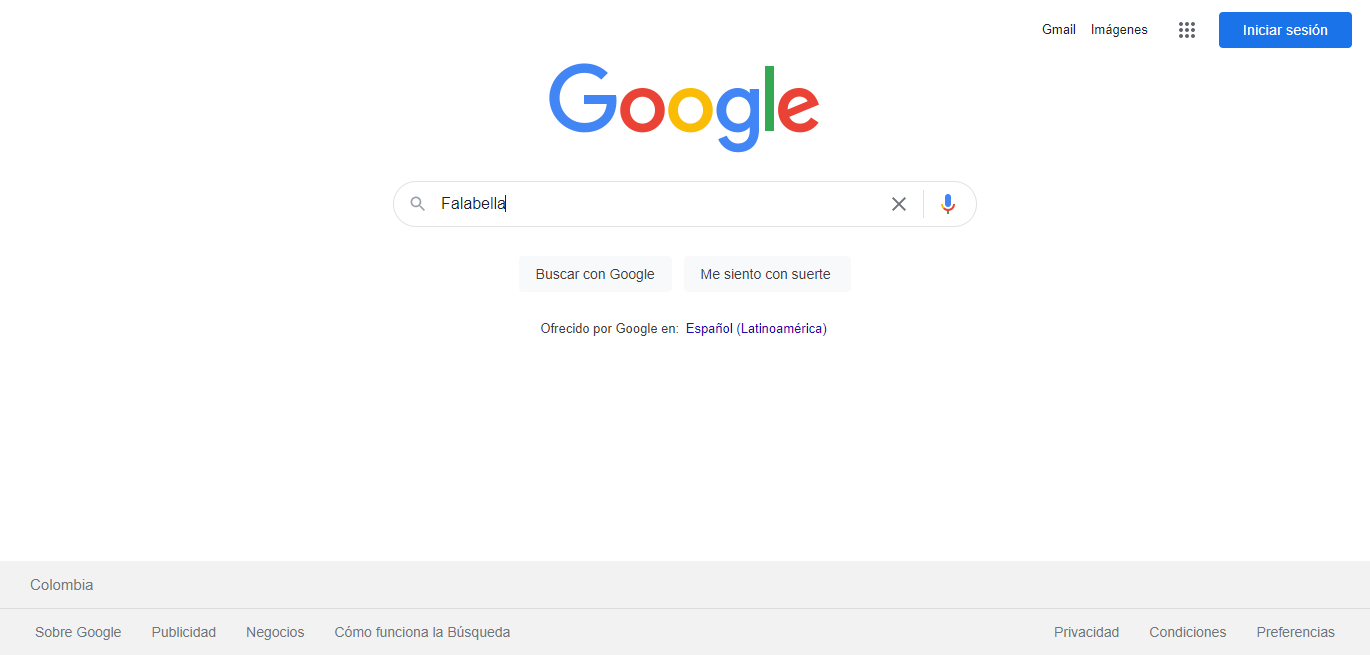 Gmail Imágenes Iniciar sesión
Google
Falabella
Buscar con Google Me siento con suerte
Ofrecido por Google en: Español (Latinoamérica)
Colombia
Sobre Google Publicidad Negocios Cómo funciona la Búsqueda Privacidad Condiciones Preferencias